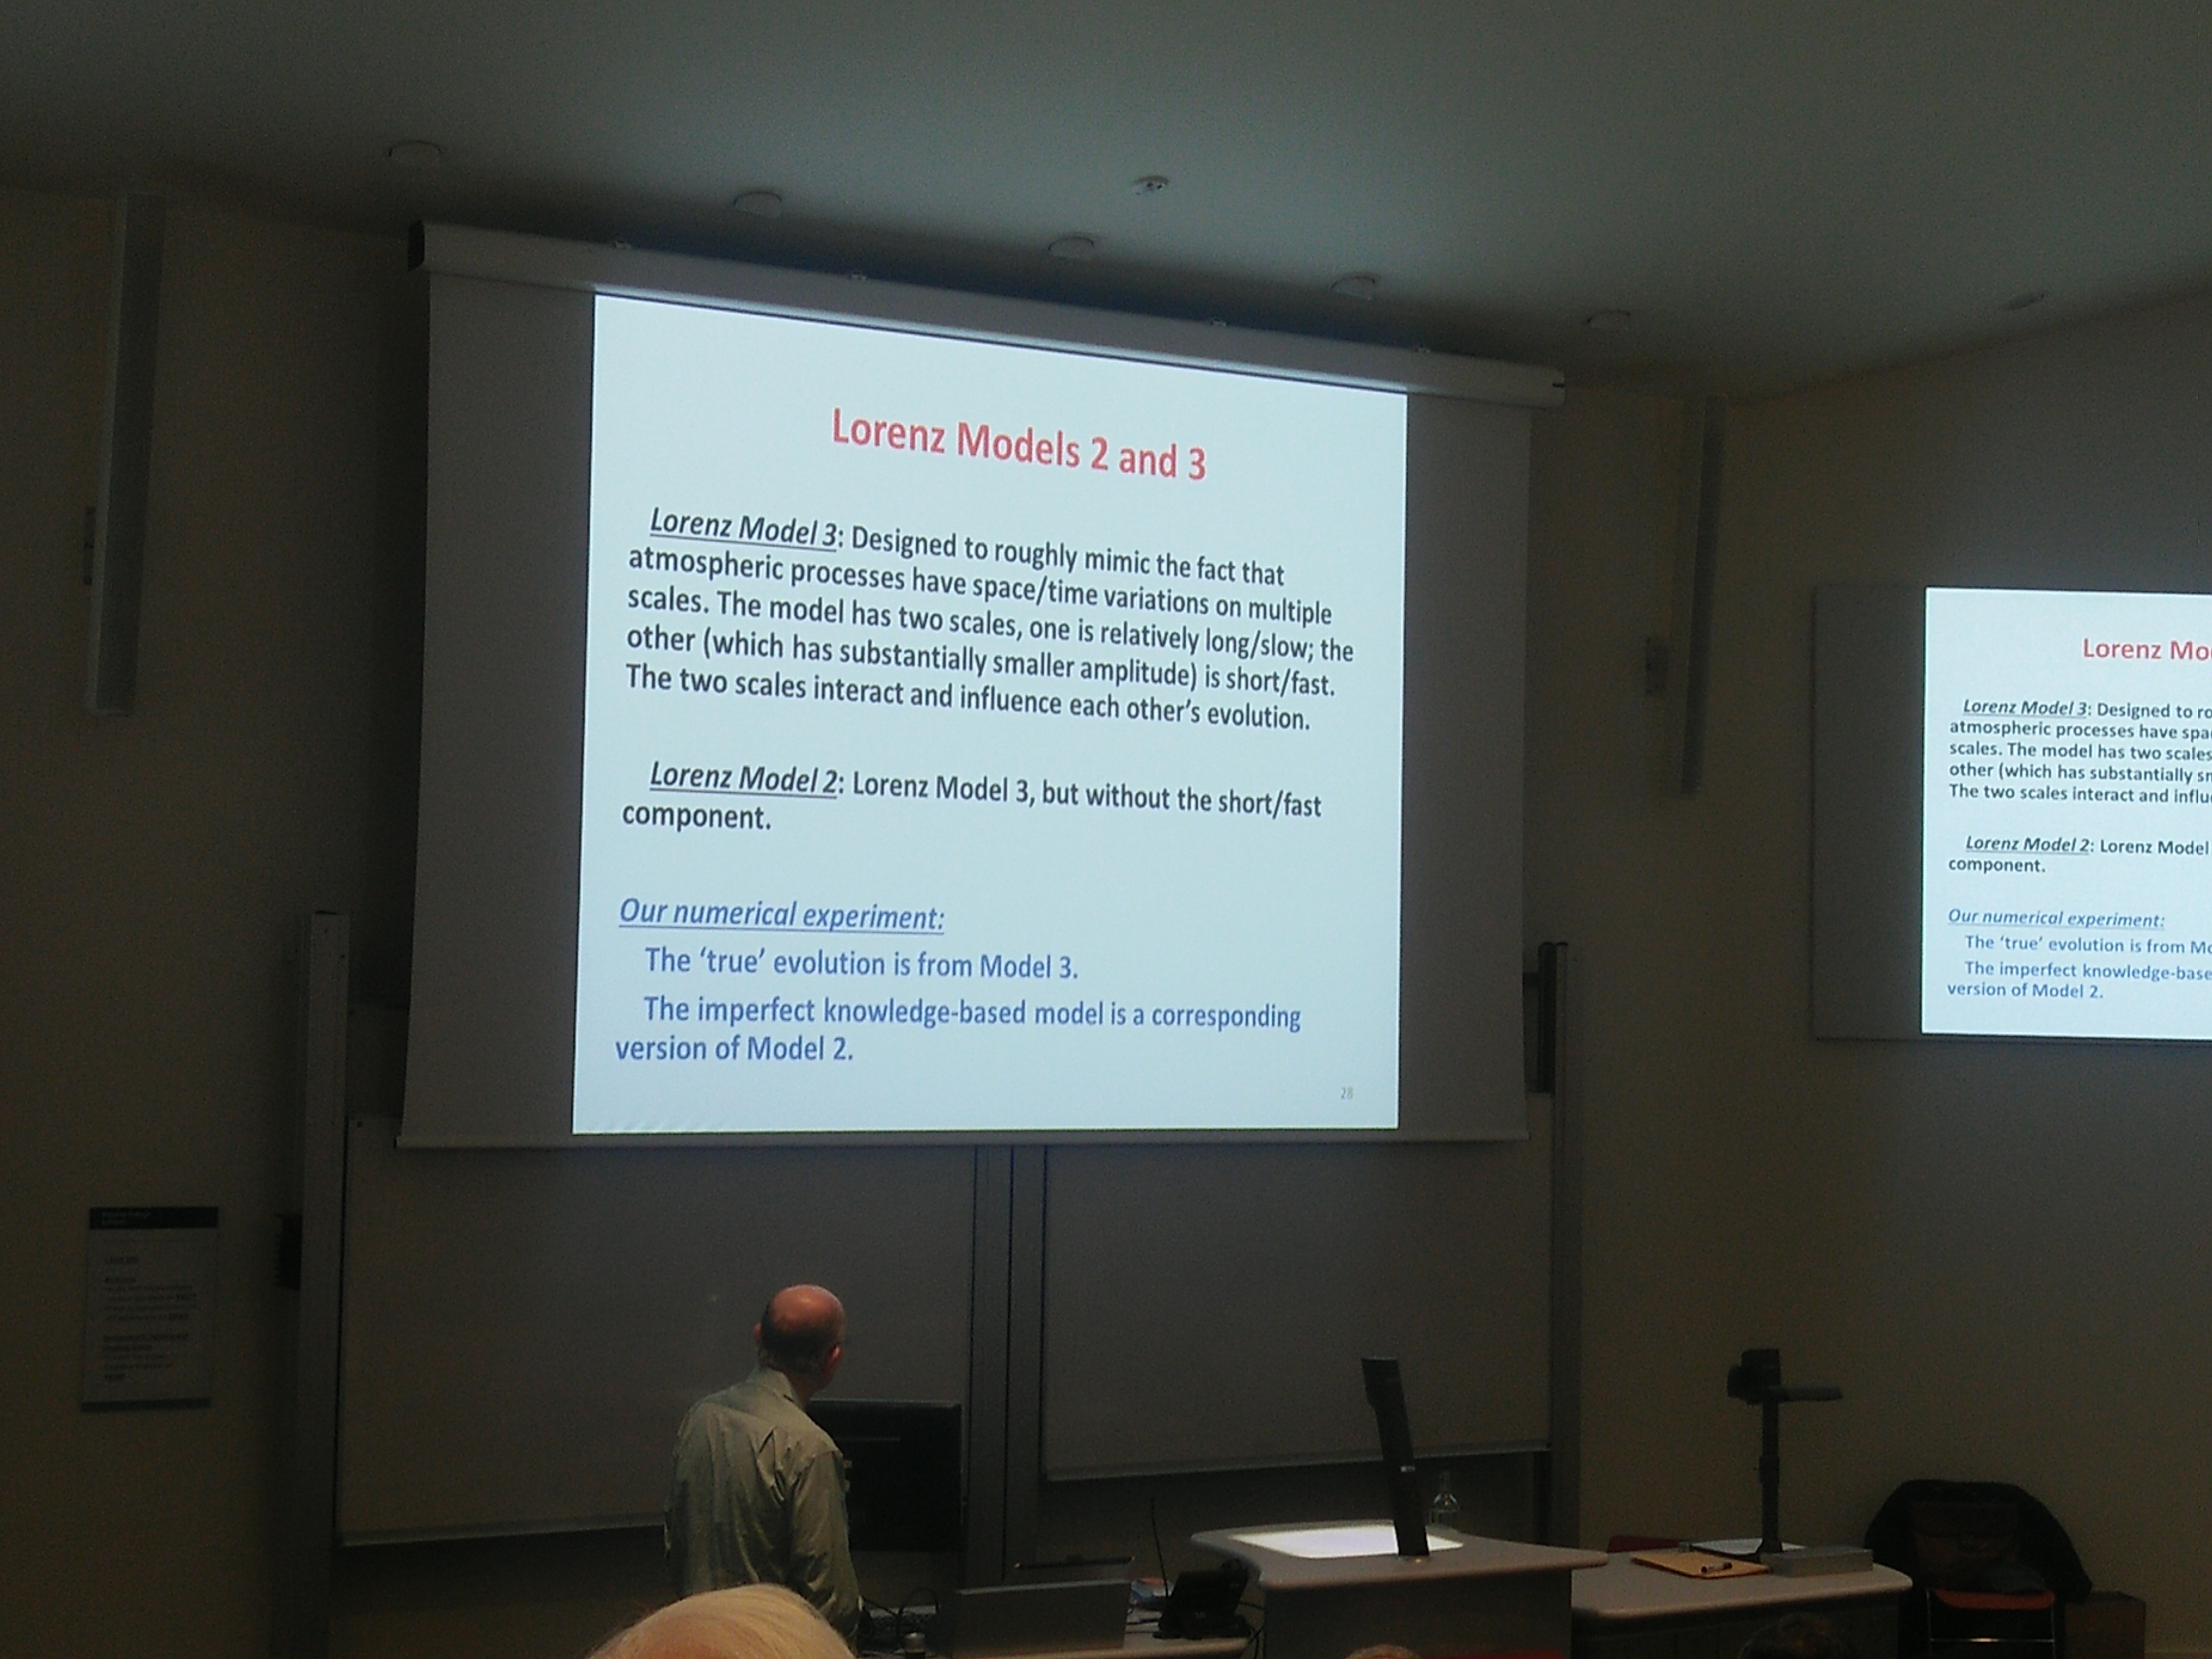 Lorenz Models 2 and 3
Lorenz Model 3: Designed to roughly mimic the fact that
atmospheric processes have space/time variations on multiple
scales. The model has two scales, one is relatively long/slow; the
other (which has substantially smaller amplitude) is short/fast.
The two scales interact and influence each other's evolution.
Lorenz Model 2: Lorenz Model 3, but without the short/fast
component.
Our numerical experiment:
The ‘true’ evolution is from Model 3.
The imperfect knowledge-based model is a corresponding
version of Model 2.
28
Lorenz Mo
Lorenz Model 3: Designed to ro
atmospheric processes have spa
scales. The model has two scales
other (which has substantially sm
The two scales interact and influ
Lorenz Model 2: Lorenz Model
component.
Our numerical experiment:
The ‘true’ evolution is from Mo
The imperfect knowledge-base
version of Model 2.